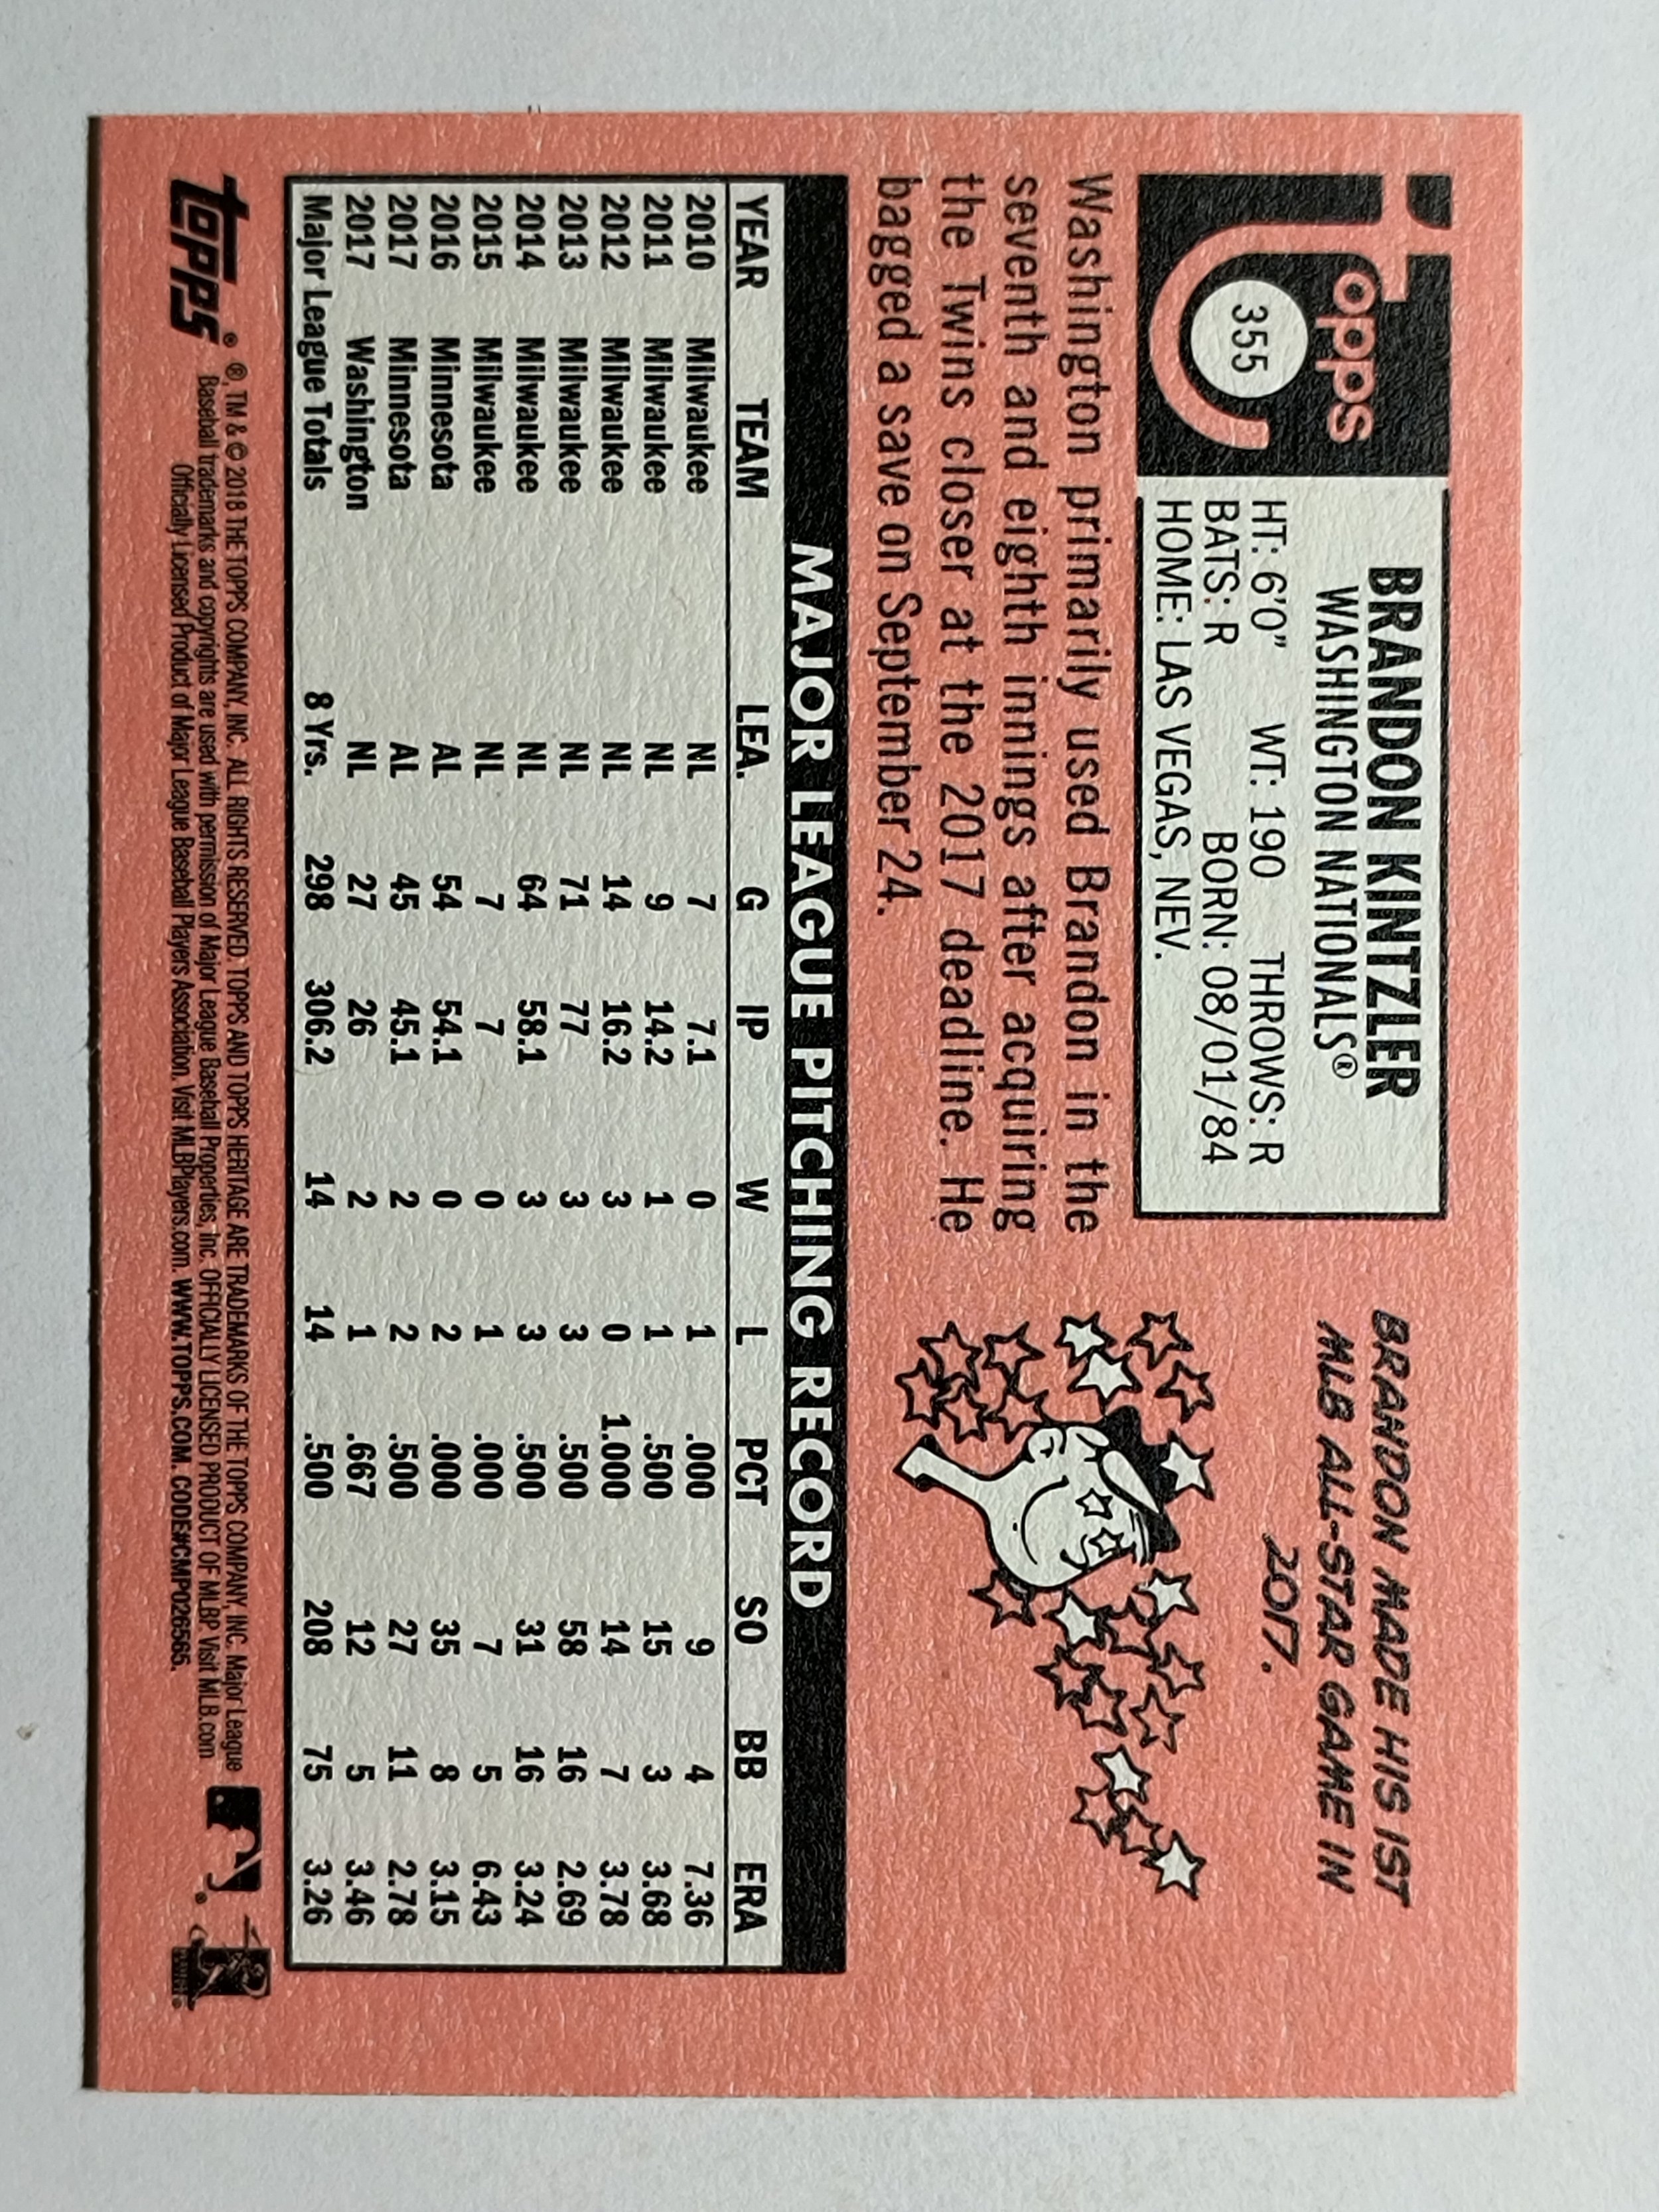 Topps
355
BRANDON KINTZLER
WASHINGTON NATIONALS®
HT: 6'0" WT: 190 THROWS: R
BATS: R BORN: 08/01/84
HOME: LAS VEGAS, NEV.
BRANDON MADE HIS 1ST
MLB ALL-STAR GAME IN
2017.
Washington primarily used Brandon in the
seventh and eighth innings after acquiring
the Twins closer at the 2017 deadline. He
bagged a save on September 24.
MAJOR LEAGUE PITCHING RECORD
YEAR TEAM LEA. G IP W L PCT SO BB ERA
2010 Milwaukee NL 7 7.1 0 1 .000 9 4 7.36
2011 Milwaukee NL 9 14.2 1 1 .500 15 3 3.68
2012 Milwaukee NL 14 16.2 3 0 1.000 14 7 3.78
2013 Milwaukee NL 71 77 3 3 .500 58 16 2.69
2014 Milwaukee NL 64 58.1 3 3 .500 31 16 3.24
2015 Milwaukee NL 7 7 0 1 .000 7 5 6.43
2016 Minnesota AL 54 54.1 0 2 .000 35 8 3.15
2017 Minnesota AL 45 45.1 2 2 .500 27 11 2.78
2017 Washington NL 27 26 2 1 .667 12 5 3.46
Major League Totals 8 Yrs. 298 306.2 14 14 .500 208 75 3.26
Topps®
®, TM & © 2018 THE TOPPS COMPANY, INC. ALL RIGHTS RESERVED. TOPPS AND TOPPS HERITAGE ARE TRADEMARKS OF THE TOPPS COMPANY, INC. Major League
Baseball trademarks and copyrights are used with permission of Major League Baseball Properties, Inc. OFFICIALLY LICENSED PRODUCT OF MLBP. Visit MLB.com
Officially Licensed Product of Major League Baseball Players Association. Visit MLBPlayers.com. WWW.TOPPS.COM. CODE#CMP026565.